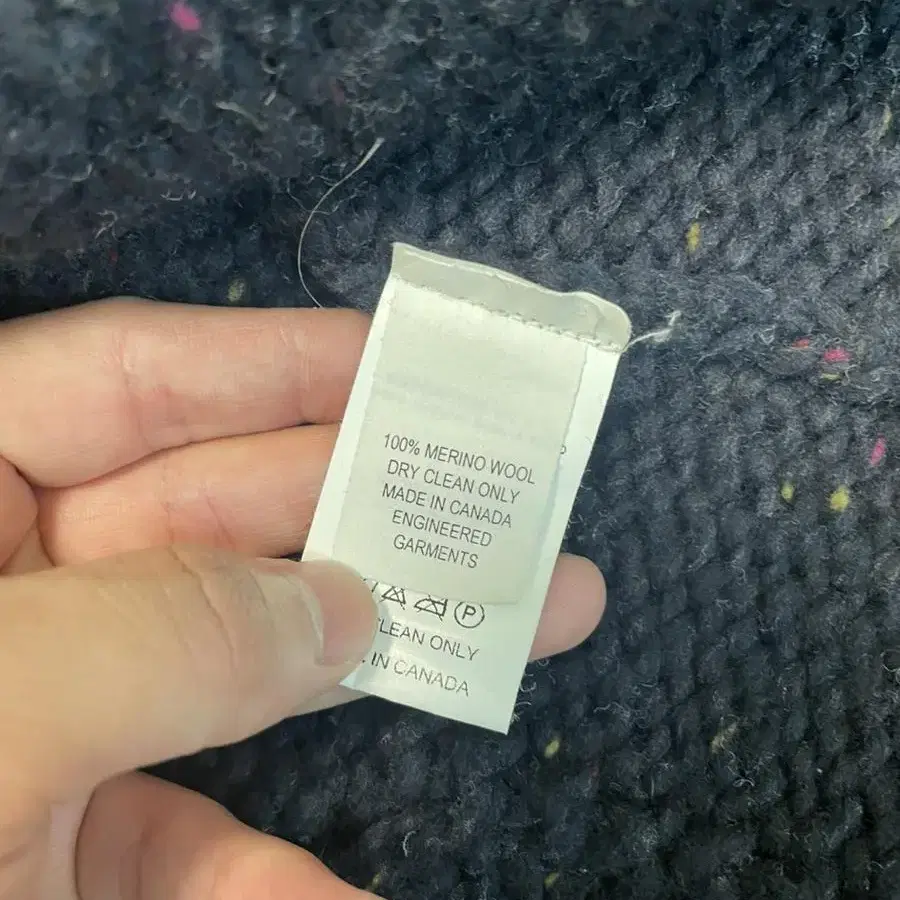 100% MERINO WOOL
DRY CLEAN ONLY
MADE IN CANADA
ENGINEERED
GARMENTS
P
CLEAN ONLY
IN CANADA